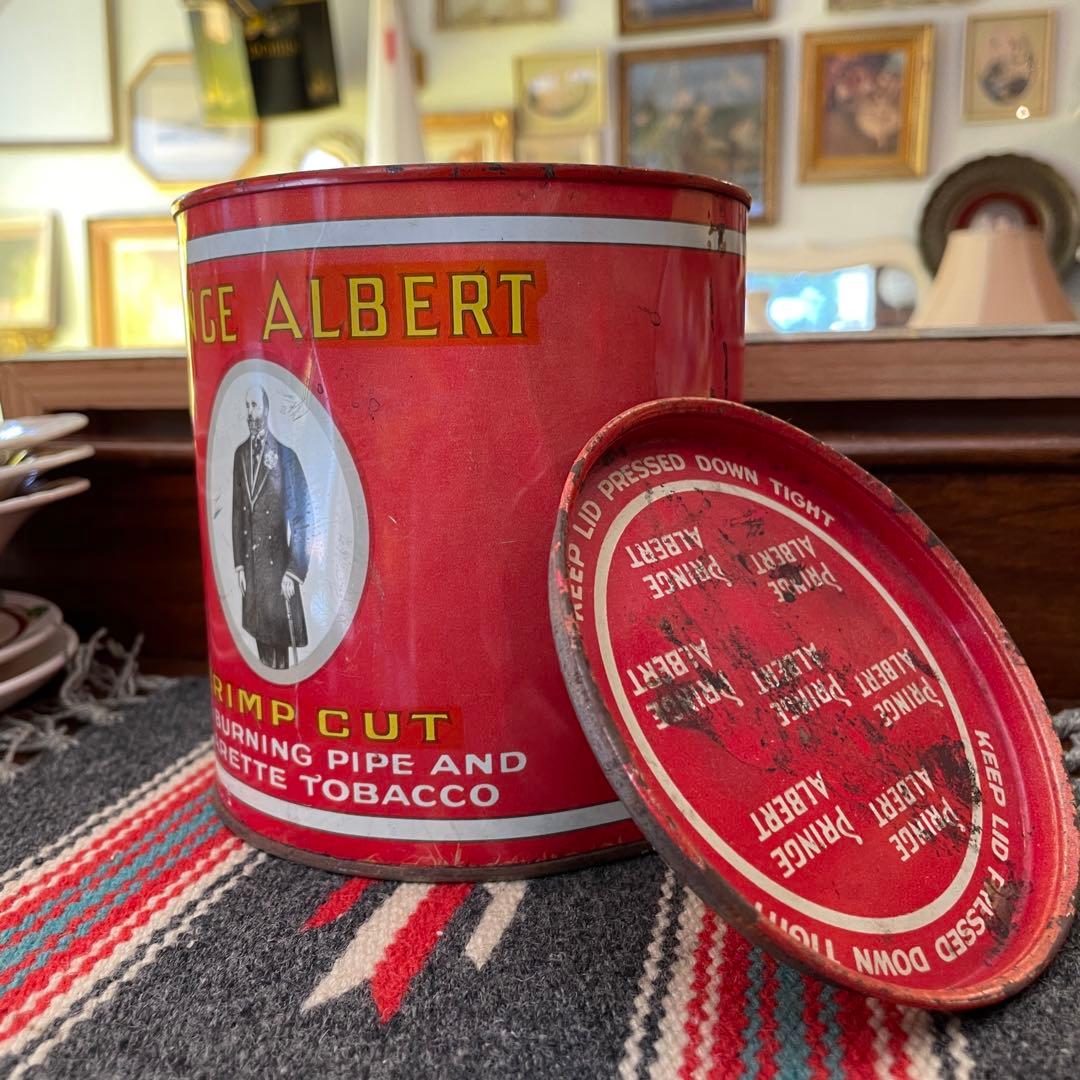 NCE ALBERT
RIMP CUT
BURNING PIPE AND
RETTE TOBACCO
KEEP LID PRESSED DOWN TIGHT
PRINCE
ALBERT
PRINCE
ALBERT
PRINCE
ALBERT
PRINCE
ALBERT
PRINCE
ALBERT
PRINCE
ALBERT
PRINCE
ALBERT
KEEP LID PRESSED DOWN TIGHT